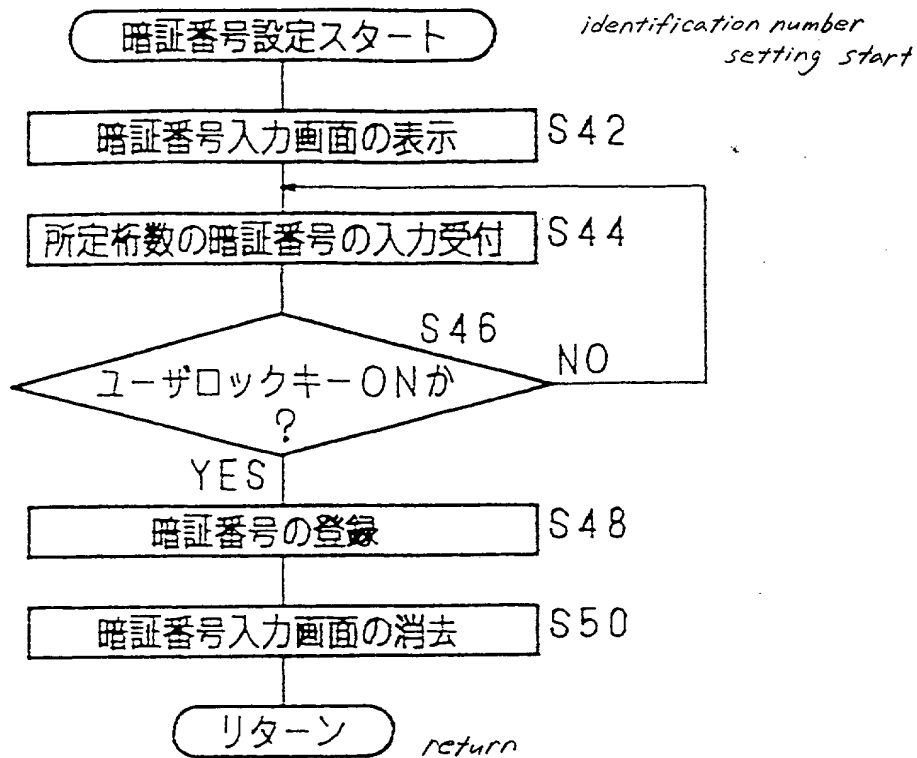 暗証番号設定スタート
identification number
setting start
暗証番号入力画面の表示
S42
所定桁数の暗証番号の入力受付
S44
S46
ユーザロックキーONか
?
NO
YES
暗証番号の登録
S48
暗証番号入力画面の消去
S50
リターン
return